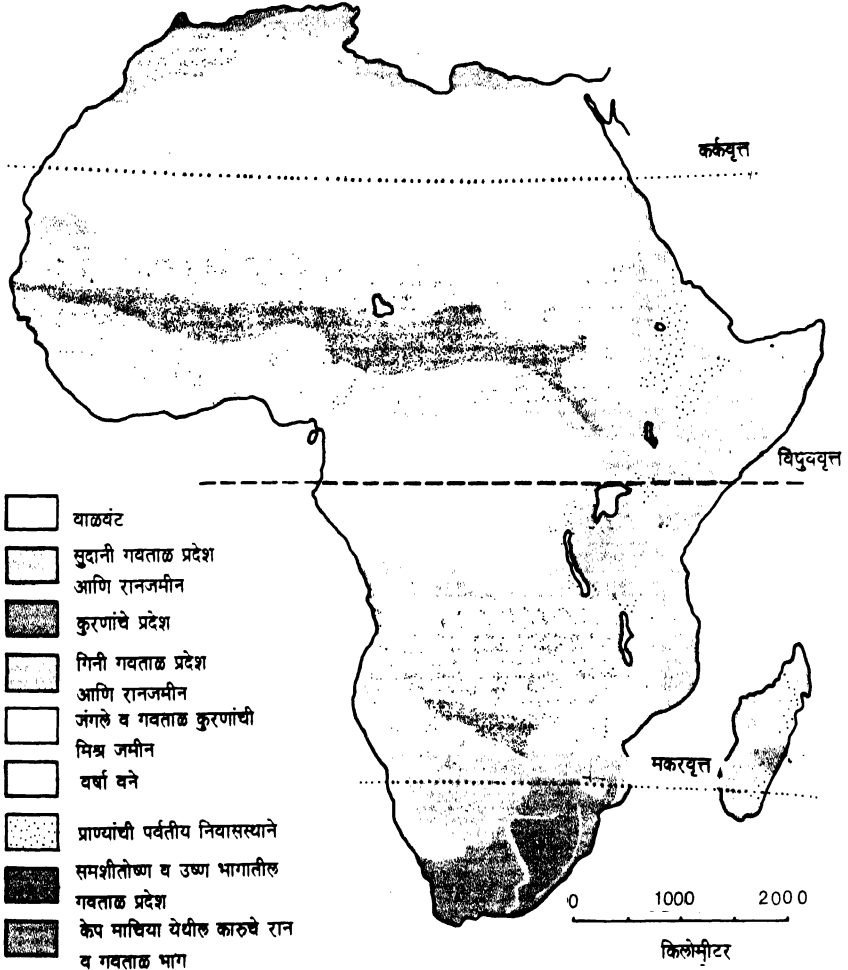 कर्कवृत्त
विषुववृत्त
वाळवंट
सुदानी गवताळ प्रदेश
आणि रानजमीन
कुरणांचे प्रदेश
गिनी गवताळ प्रदेश
आणि रानजमीन
जंगले व गवताळ कुरणांची
मिश्र जमीन
वर्षा वने
प्राण्यांची पर्वतीय निवासस्थाने
समशीतोष्ण व उष्ण भागातील
गवताळ प्रदेश
केप माचिया येथील कारुचे रान
व गवताळ भाग
मकरवृत्त
0 1000 2000
किलोमीटर